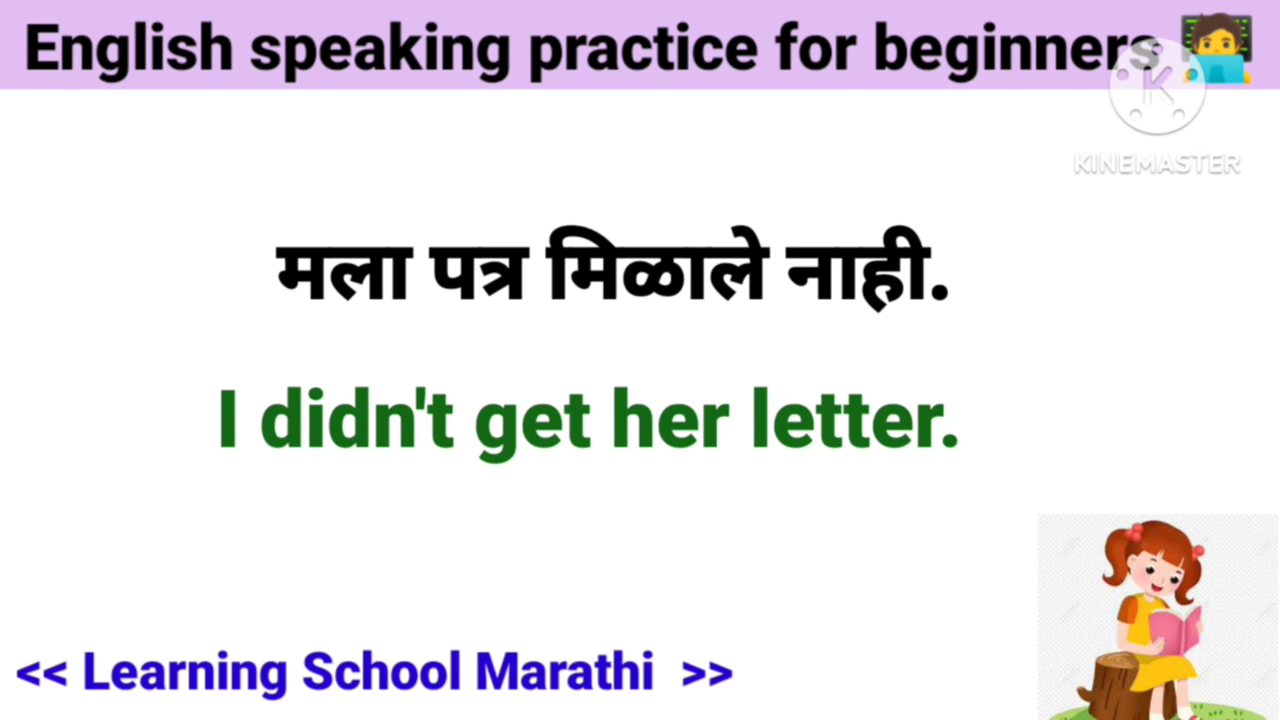 English speaking practice for beginners
KINEMASTER
मला पत्र मिळाले नाही.
I didn't get her letter.
<< Learning School Marathi >>